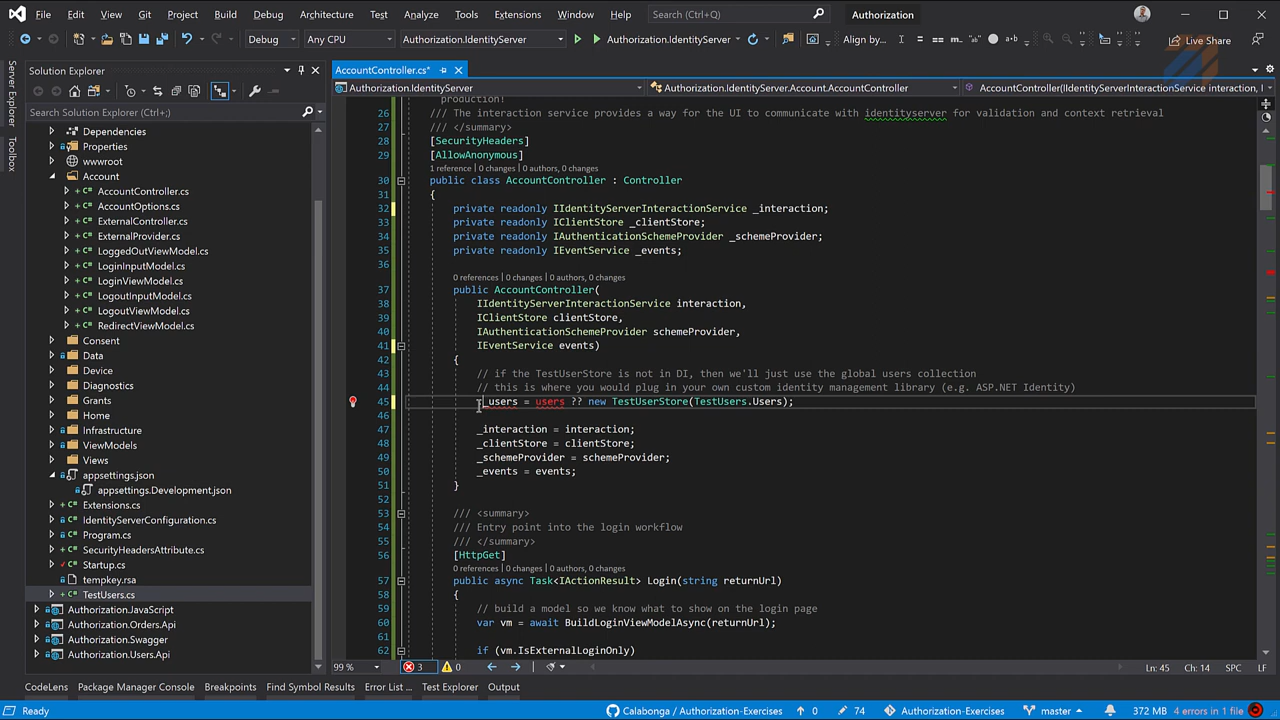 File Edit View Git Project Build Debug Architecture Test Analyze Tools Extensions Window Help Search (Ctrl+Q) Authorization
Debug Any CPU Authorization.IdentityServer Authorization.IdentityServer Align by... Live Share
Server Explorer
Toolbox
Solution Explorer
Search Solution Explorer (Ctrl+;)
Dependencies
Properties
wwwroot
Account
AccountController.cs
AccountOptions.cs
ExternalController.cs
ExternalProvider.cs
LoggedOutViewModel.cs
LoginInputModel.cs
LoginViewModel.cs
LogoutInputModel.cs
LogoutViewModel.cs
RedirectViewModel.cs
Consent
Data
Device
Diagnostics
Grants
Home
Infrastructure
ViewModels
Views
appsettings.json
appsettings.Development.json
Extensions.cs
IdentityServerConfiguration.cs
Program.cs
SecurityHeadersAttribute.cs
Startup.cs
tempkey.rsa
TestUsers.cs
Authorization.JavaScript
Authorization.Orders.Api
Authorization.Swagger
Authorization.Users.Api
AccountController.cs*
Authorization.IdentityServer Authorization.IdentityServer.Account.AccountController AccountController(IIdentityServerInteractionService interaction, I
production!
26 /// The interaction service provides a way for the UI to communicate with identityserver for validation and context retrieval
27 /// </summary>
28 [SecurityHeaders]
29 [AllowAnonymous]
1 reference | 0 changes | 0 authors, 0 changes
30 public class AccountController : Controller
31 {
32 private readonly IIdentityServerInteractionService _interaction;
33 private readonly IClientStore _clientStore;
34 private readonly IAuthenticationSchemeProvider _schemeProvider;
35 private readonly IEventService _events;
36
0 references | 0 changes | 0 authors, 0 changes
37 public AccountController(
38 IIdentityServerInteractionService interaction,
39 IClientStore clientStore,
40 IAuthenticationSchemeProvider schemeProvider,
41 IEventService events)
42 {
43 // if the TestUserStore is not in DI, then we'll just use the global users collection
44 // this is where you would plug in your own custom identity management library (e.g. ASP.NET Identity)
45 _users = users ?? new TestUserStore(TestUsers.Users);
46
47 _interaction = interaction;
48 _clientStore = clientStore;
49 _schemeProvider = schemeProvider;
50 _events = events;
51 }
52
53 /// <summary>
54 /// Entry point into the login workflow
55 /// </summary>
56 [HttpGet]
0 references | 0 changes | 0 authors, 0 changes
57 public async Task<IActionResult> Login(string returnUrl)
58 {
59 // build a model so we know what to show on the login page
60 var vm = await BuildLoginViewModelAsync(returnUrl);
61
62 if (vm.IsExternalLoginOnly)
99 % 3 0 Ln: 45 Ch: 14 SPC CRLF
CodeLens Package Manager Console Breakpoints Find Symbol Results Error List ... Test Explorer Output
Ready Calabonga / Authorization-Exercises 0 74 Authorization-Exercises master 372 MB 4 errors in 1 file